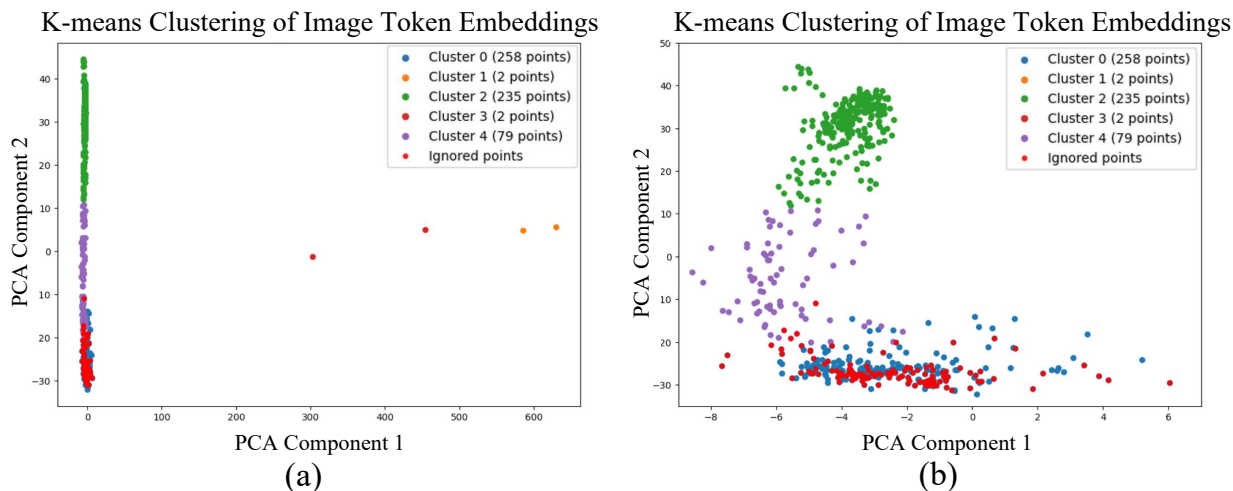 K-means Clustering of Image Token Embeddings
Cluster 0 (258 points)
Cluster 1 (2 points)
Cluster 2 (235 points)
Cluster 3 (2 points)
Cluster 4 (79 points)
Ignored points
PCA Component 2
40
30
20
10
0
10
20
−30
0
100
200
300
400
500
600
PCA Component 1
(a)
K-means Clustering of Image Token Embeddings
Cluster 0 (258 points)
Cluster 1 (2 points)
Cluster 2 (235 points)
Cluster 3 (2 points)
Cluster 4 (79 points)
Ignored points
PCA Component 2
50
40
30
20
10
0
10
20
−30
−8
−6
−4
−2
0
2
4
6
PCA Component 1
(b)